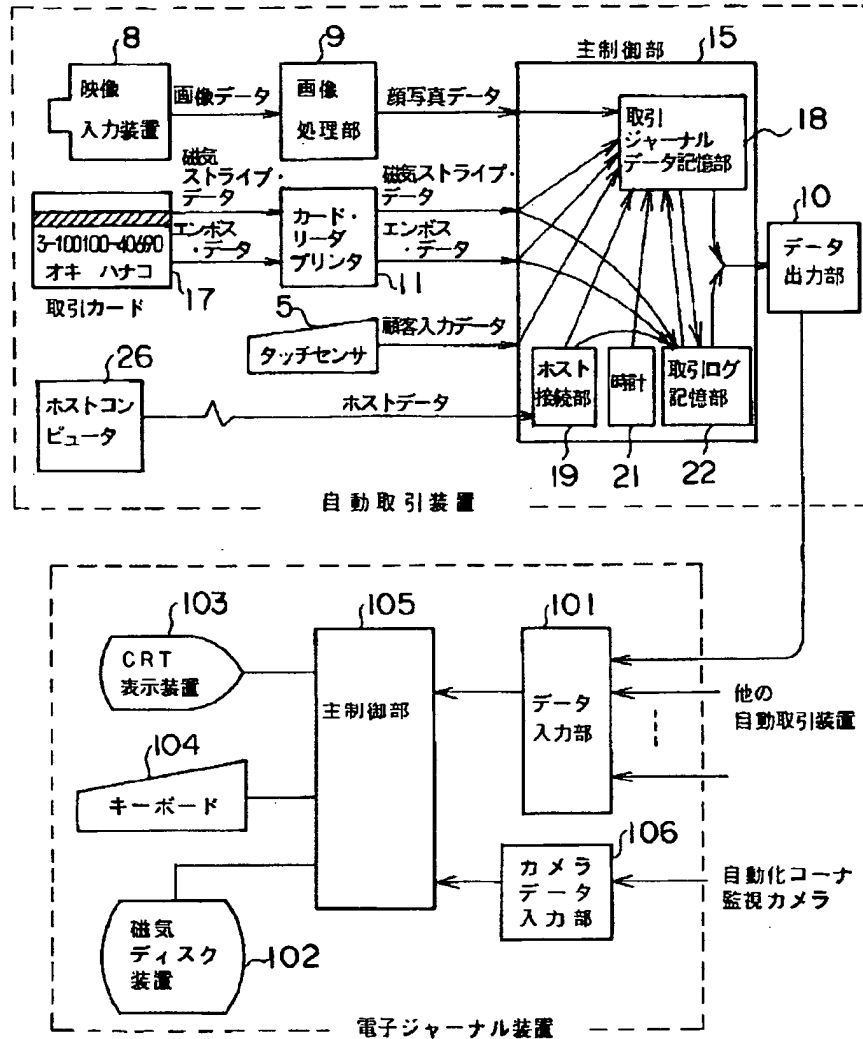 8
映像
入力装置
画像データ
9
画像
処理部
顔写真データ
主制御部
15
取引
ジャーナル
データ記憶部
18
磁気
ストライプ・
データ
エンボス
・データ
3-100100-40690
オキ ハナコ
17
取引カード
カード・
リーダ
プリンタ
11
磁気ストライプ・
データ
エンボス
・データ
10
データ
出力部
5
タッチセンサ
顧客入力データ
26
ホストコン
ピュータ
ホストデータ
ホスト
接続部
19
時計
21
取引ログ
記憶部
22
自動取引装置
103
CRT
表示装置
105
主制御部
101
データ
入力部
他の
自動取引装置
104
キーボード
106
カメラ
データ
入力部
自動化コーナ
監視カメラ
磁気
ディスク
装置
102
電子ジャーナル装置